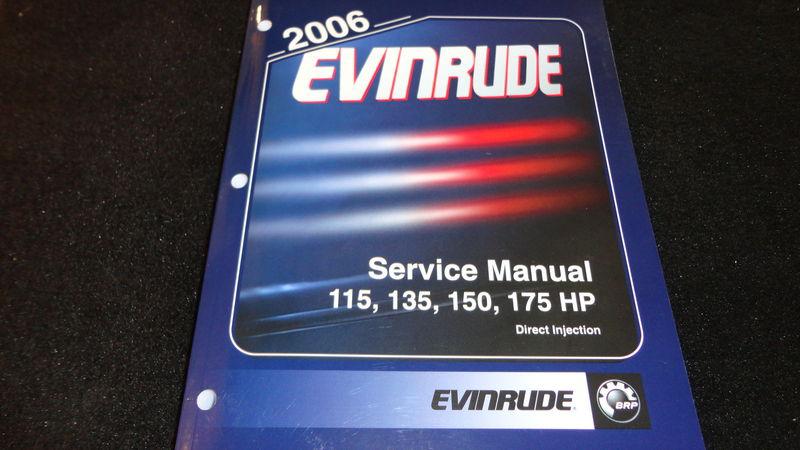 2006
EVINRUDE
Service Manual
115, 135, 150, 175 HP
Direct Injection
EVINRUDE
BRP